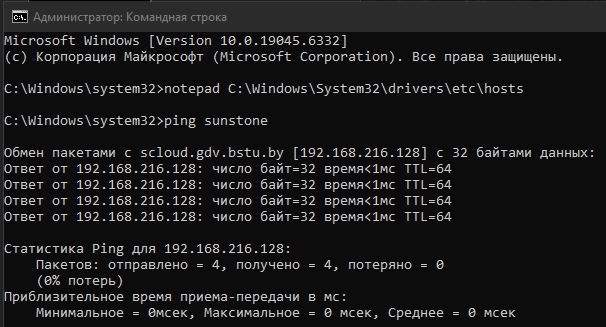 Администратор: Командная строка
Microsoft Windows [Version 10.0.19045.6332]
(c) Корпорация Майкрософт (Microsoft Corporation). Все права защищены.
C:\Windows\system32>notepad C:\Windows\System32\drivers\etc\hosts
C:\Windows\system32>ping sunstone
Обмен пакетами с scloud.gdv.bstu.by [192.168.216.128] с 32 байтами данных:
Ответ от 192.168.216.128: число байт=32 время<1мс TTL=64
Ответ от 192.168.216.128: число байт=32 время<1мс TTL=64
Ответ от 192.168.216.128: число байт=32 время<1мс TTL=64
Ответ от 192.168.216.128: число байт=32 время<1мс TTL=64
Статистика Ping для 192.168.216.128:
Пакетов: отправлено = 4, получено = 4, потеряно = 0
(0% потерь)
Приблизительное время приема-передачи в мс:
Минимальное = 0мсек, Максимальное = 0 мсек, Среднее = 0 мсек